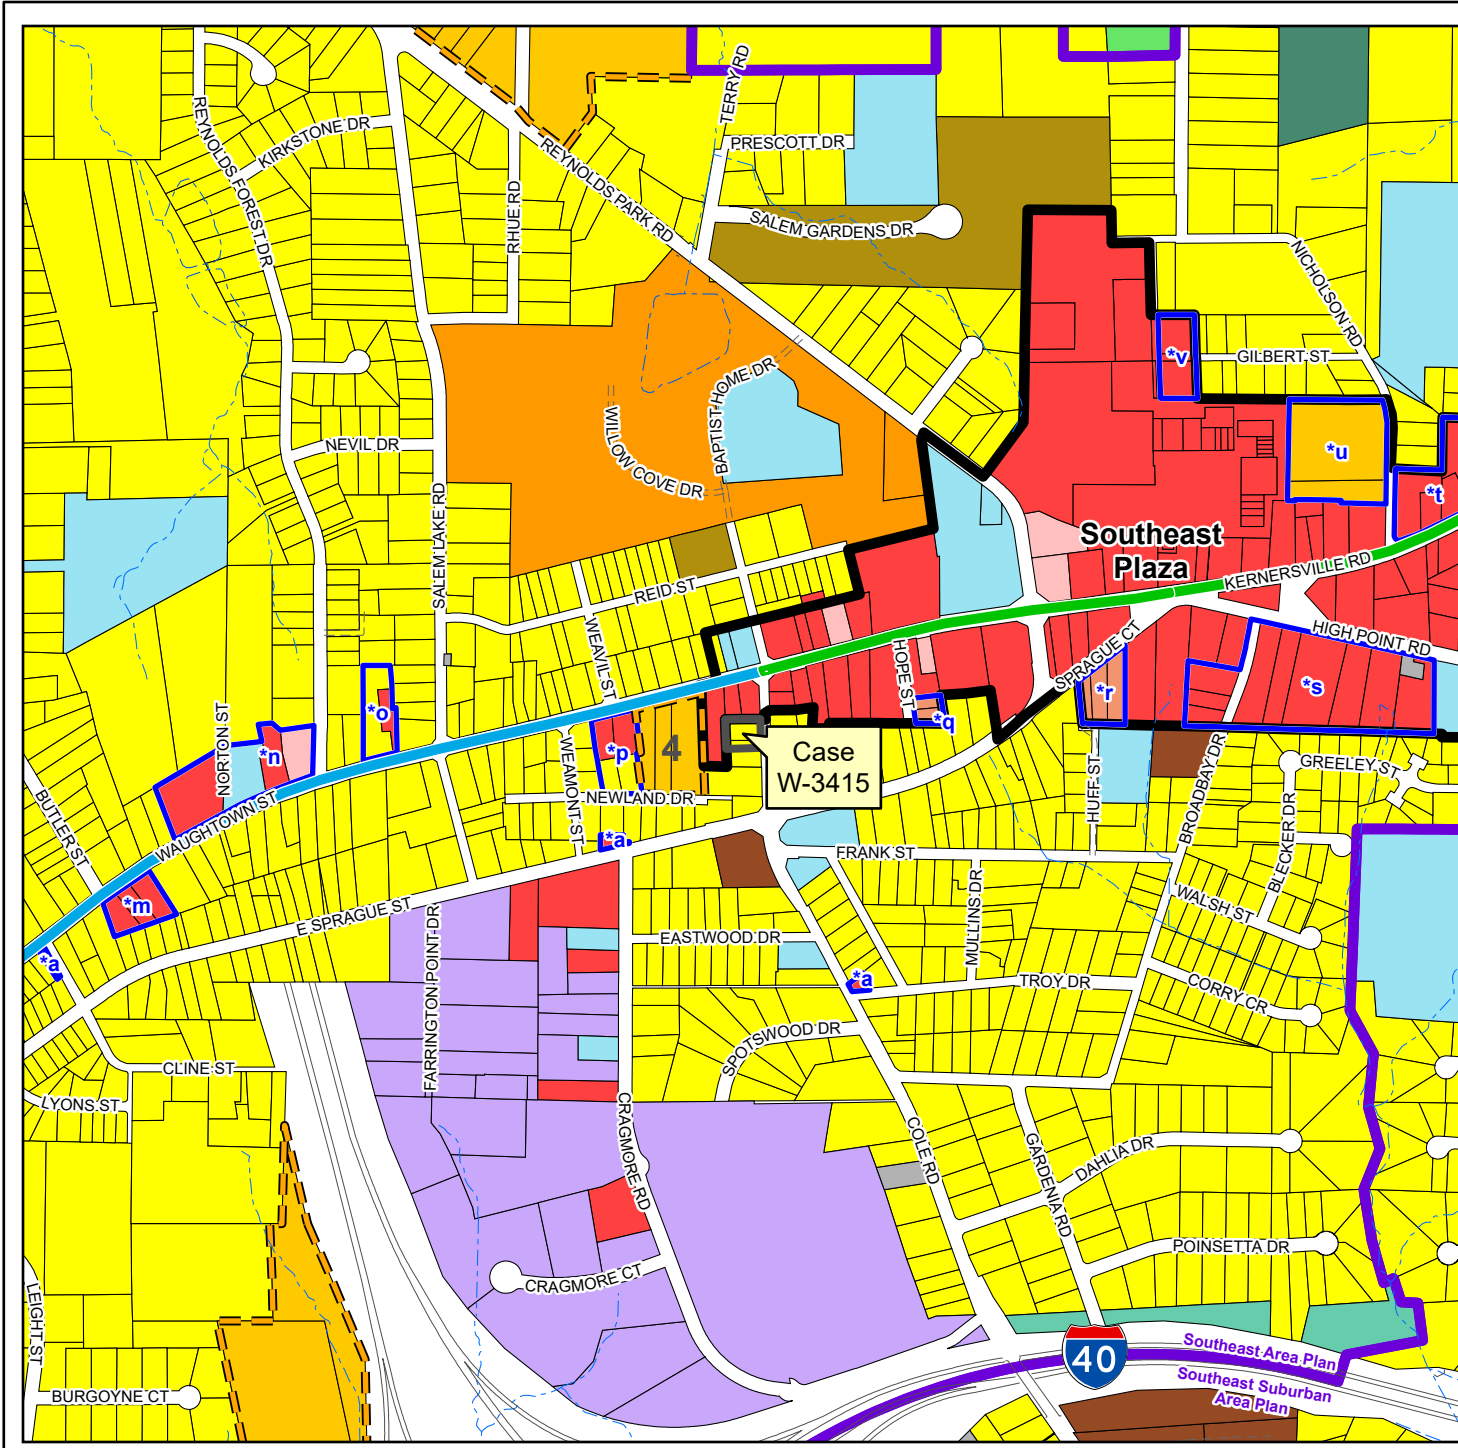 TERRY RD
REYNOLDS FOREST DR
KIRKSTONE DR
PRESCOTT DR
REYNOLDS PARK RD
RHUE RD
SALEM GARDENS DR
NICHOLSON RD
*v
GILBERT ST
BAPTIST HOME DR
WILLOW COVE DR
NEVIL DR
*u
*t
SALEM LAKE RD
Southeast
Plaza
KERNERSVILLE RD
REID ST
WEAVIL ST
HOPE ST
SPRAGUE CT
HIGH POINT RD
*r
*s
*q
*o
NORTON ST
*n
*p
4
WEAMONT ST
Case
W-3415
NEWLAND DR
HUFF ST
BROADBAY DR
GREELEY ST
BLECKER DR
BUTLER ST
WAUGHTOWN ST
*a
FRANK ST
*m
E SPRAGUE ST
WALSH ST
MULLINS DR
FARRINGTON POINT DR
EASTWOOD DR
*a
*a
TROY DR
CORRY CR
SPOTSWOOD DR
CLINE ST
LYONS ST
CRAGMORE RD
COLE RD
GARDENIA RD
DAHLIA DR
POINSETTA DR
CRAGMORE CT
LEIGHT ST
BURGOYNE CT
40
Southeast Area Plan
Southeast Suburban
Area Plan